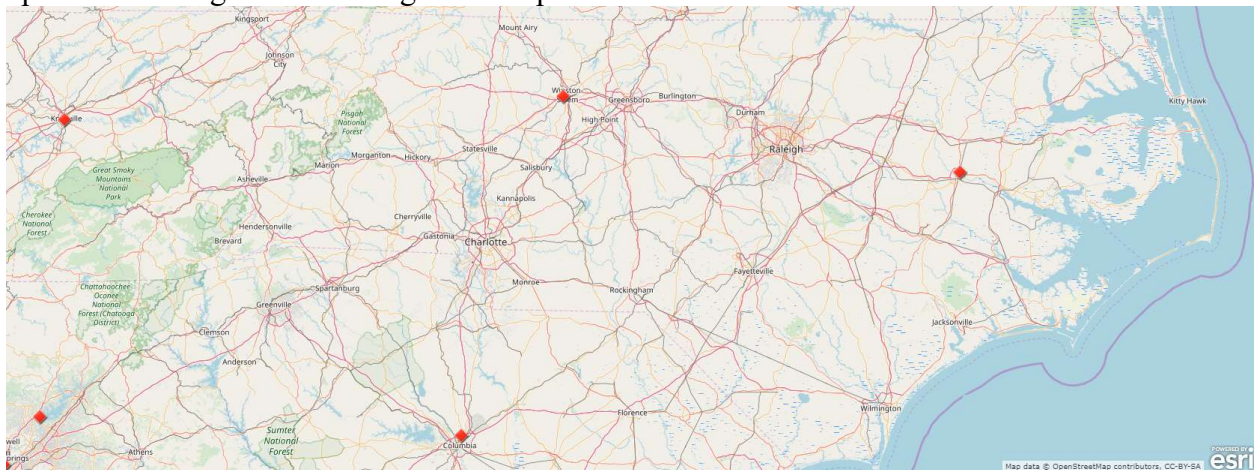 Kingsport
Mount Airy
Johnson
City
Kitty Hawk
Winston
Burlington
Greensboro
Durham
High Point
Pisgah
National
Forest
Raleigh
Statesville
Morganton
Hickory
Marion
Salisbury
Great Smoky
Mountains
National
Park
Asheville
Kannapolis
Cherokee
National
Forest
Cherryville
Hendersonville
Brevard
Gastonia
Charlotte
Fayetteville
Monroe
Chattahoochee
Oconee
National
Forest (Chatooga
District)
Spartanburg
Rockingham
Greenville
Jacksonville
Clemson
Anderson
Wilmington
Florence
Sumter
National
Forest
Columbia
Athens
POWERED BY
esri
Map data © OpenStreetMap contributors, CC-BY-SA